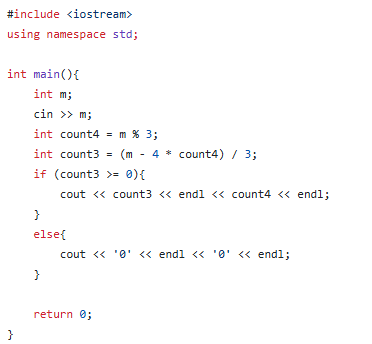 #include <iostream>
using namespace std;
int main(){
int m;
cin >> m;
int count4 = m % 3;
int count3 = (m - 4 * count4) / 3;
if (count3 >= 0){
cout << count3 << endl << count4 << endl;
}
else{
cout << '0' << endl << '0' << endl;
}
return 0;
}